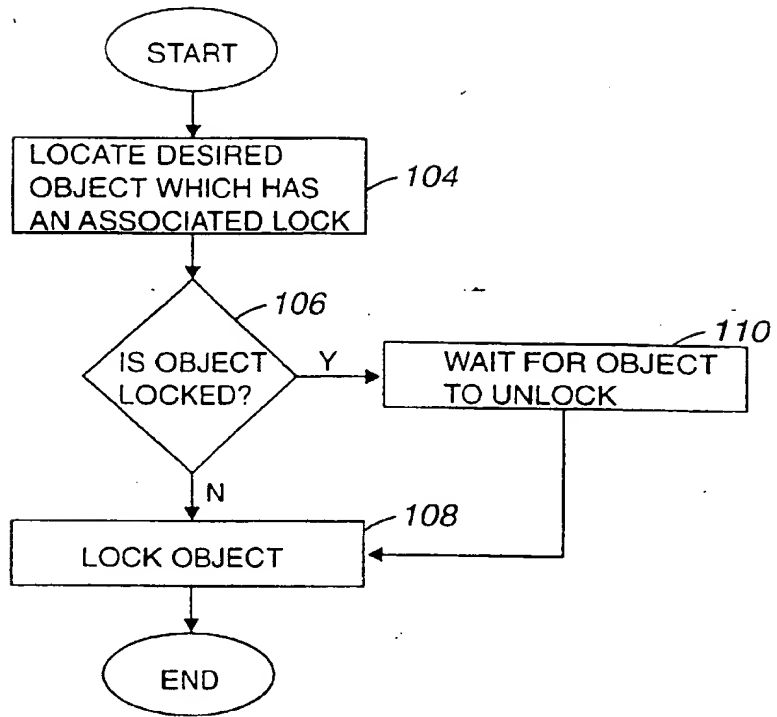 START
LOCATE DESIRED
OBJECT WHICH HAS
AN ASSOCIATED LOCK
104
106
IS OBJECT
LOCKED?
Y
110
WAIT FOR OBJECT
TO UNLOCK
N
108
LOCK OBJECT
END